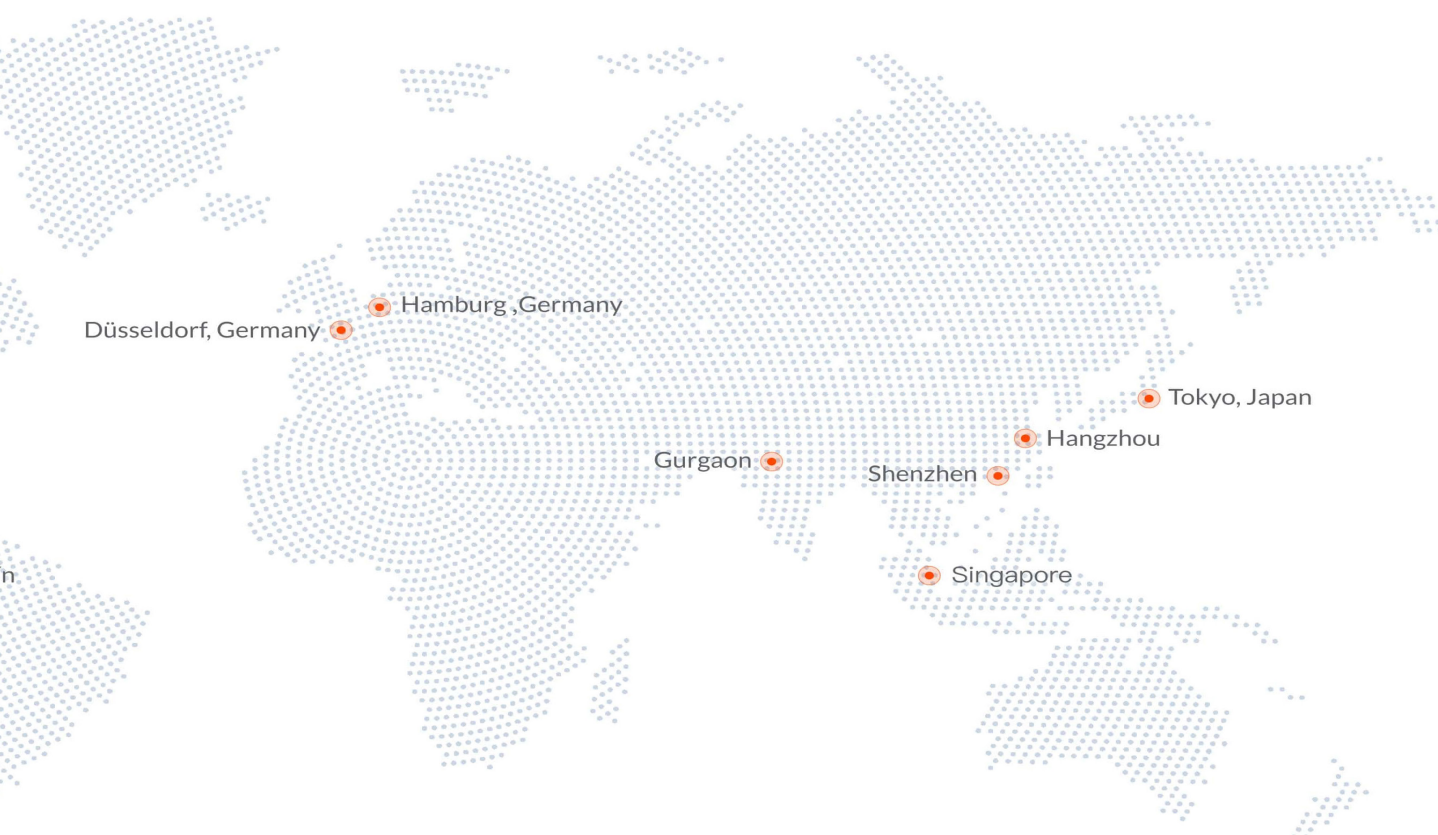 Hamburg ,Germany
Düsseldorf, Germany
Tokyo, Japan
Hangzhou
Gurgaon
Shenzhen
Singapore
n